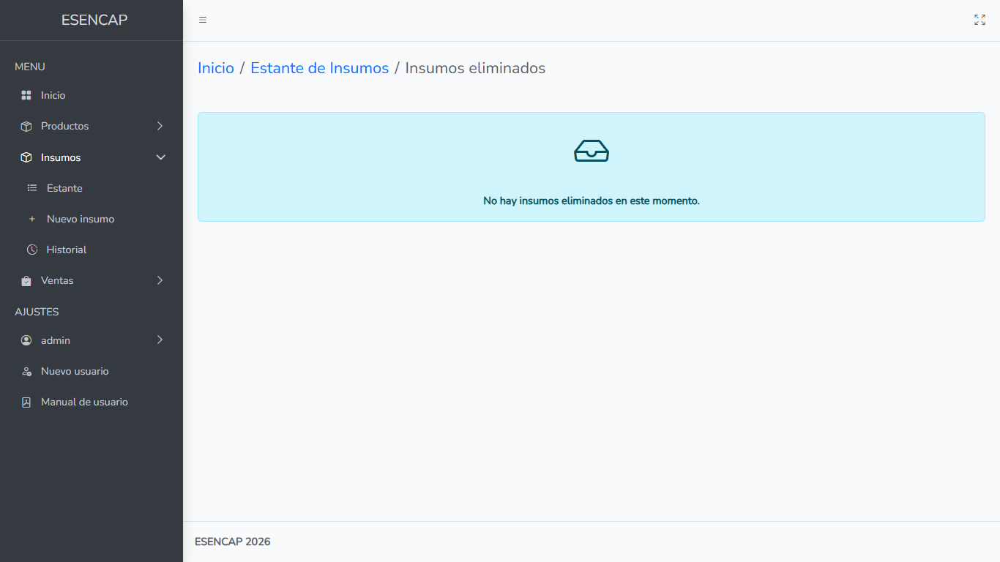 ESENCAP
MENU
Inicio
Productos
Insumos
Estante
Nuevo insumo
Historial
Ventas
AJUSTES
admin
Nuevo usuario
Manual de usuario
Inicio / Estante de Insumos / Insumos eliminados
No hay insumos eliminados en este momento.
ESENCAP 2026